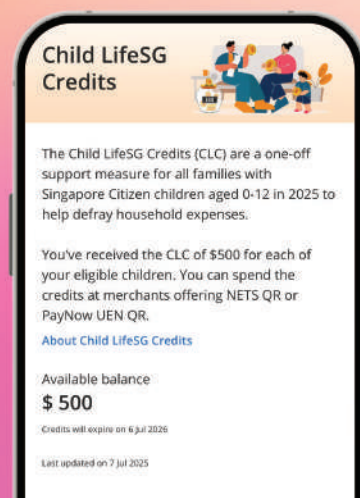 Child LifeSG
Credits
The Child LifeSG Credits (CLC) are a one-off
support measure for all families with
Singapore Citizen children aged 0-12 in 2025 to
help defray household expenses.
You've received the CLC of $500 for each of
your eligible children. You can spend the
credits at merchants offering NETS QR or
PayNow UEN QR.
About Child LifeSG Credits
Available balance
$ 500
Credits will expire on 6 Jul 2026
Last updated on 7 Jul 2025